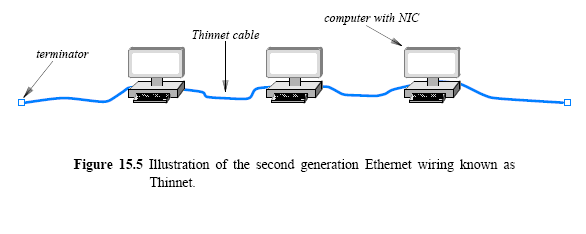 computer with NIC
Thinnet cable
terminator
Figure 15.5 Illustration of the second generation Ethernet wiring known as
Thinnet.